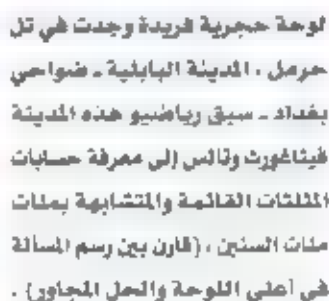 لوحة حجرية فريدة وجدت في تل
حرمل ، المدينة البابلية ـ ضواحي
بغداد ـ سبق رياضيو هذه المدينة
فيثاغورث وتالس إلى معرفة حسابات
المثلثات القائمة والمتشابهة بمئات
مئات السنين ، (قارن بين رسم المسألة
في أعلى اللوحة والحل المجاور) .